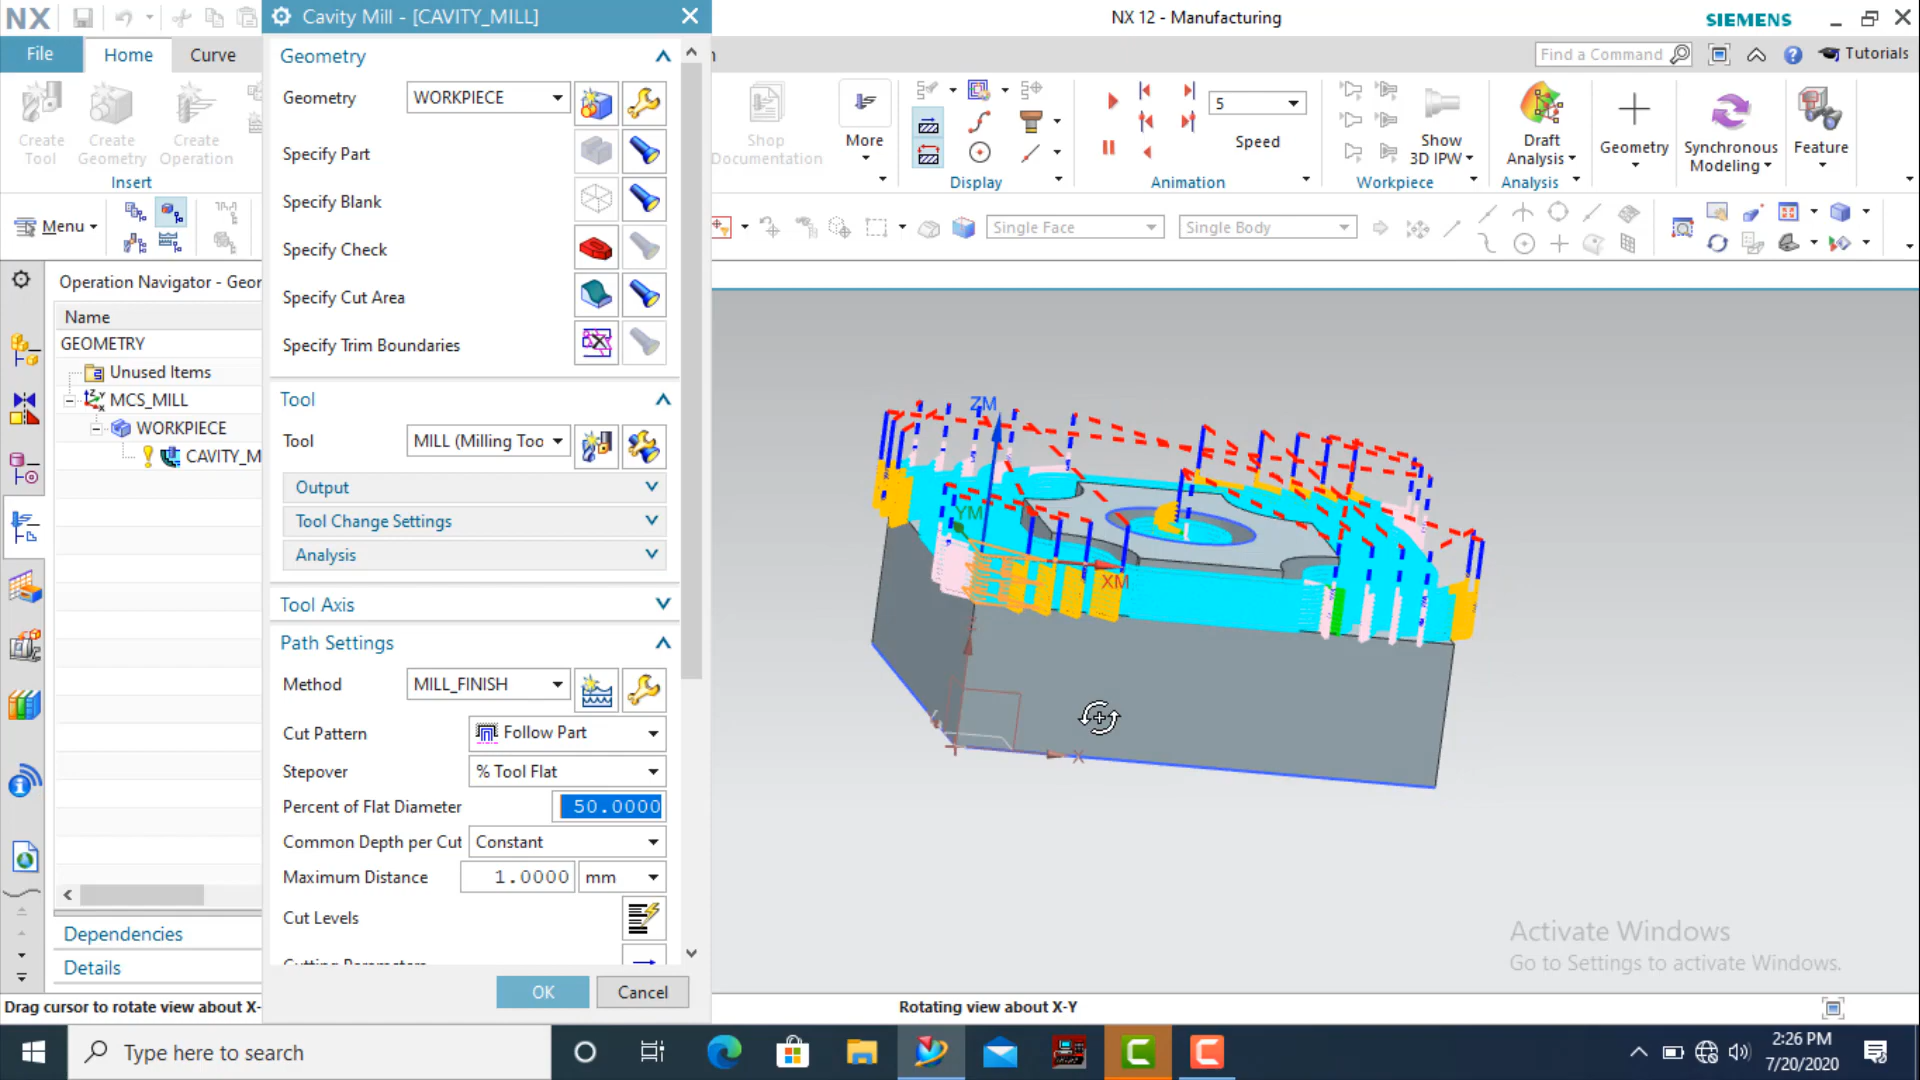 NX
Cavity Mill - [CAVITY_MILL]
NX 12 - Manufacturing
SIEMENS
File
Home
Curve
Find a Command
Tutorials
Create Tool
Create Geometry
Create Operation
Insert
Shop Documentation
More
Display
5
Speed
Animation
Show 3D IPW
Workpiece
Draft Analysis
Analysis
Geometry
Synchronous Modeling
Feature
Menu
Single Face
Single Body
Operation Navigator - Geor
Name
GEOMETRY
Unused Items
MCS_MILL
WORKPIECE
CAVITY_M
Dependencies
Details
Geometry
Geometry WORKPIECE
Specify Part
Specify Blank
Specify Check
Specify Cut Area
Specify Trim Boundaries
Tool
Tool MILL (Milling Too
Output
Tool Change Settings
Analysis
Tool Axis
Path Settings
Method MILL_FINISH
Cut Pattern Follow Part
Stepover % Tool Flat
Percent of Flat Diameter 50.0000
Common Depth per Cut Constant
Maximum Distance 1.0000 mm
Cut Levels
Cutting Parameters
OK Cancel
ZM
YM
XM
X
Activate Windows
Go to Settings to activate Windows.
Drag cursor to rotate view about X-
Rotating view about X-Y
Type here to search
2:26 PM
7/20/2020